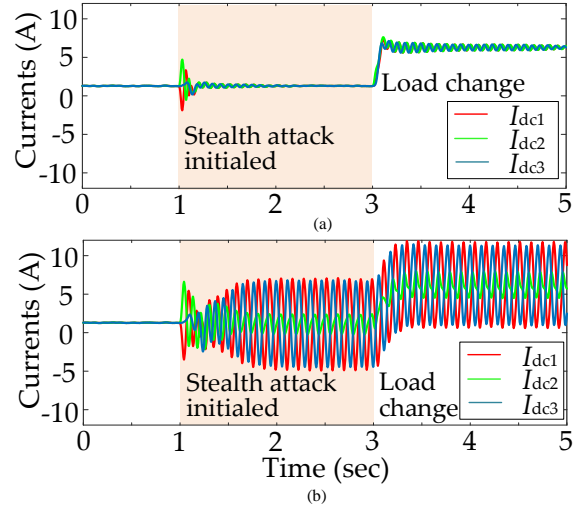 Currents (A)
10
5
0
-5
-10
Load change
Stealth attack
initialed
Idc1
Idc2
Idc3
0
1
2
3
4
5
(a)
Currents (A)
10
5
0
-5
-10
Stealth attack
initialed
Load
change
Idc1
Idc2
Idc3
0
1
2
3
4
5
Time (sec)
(b)